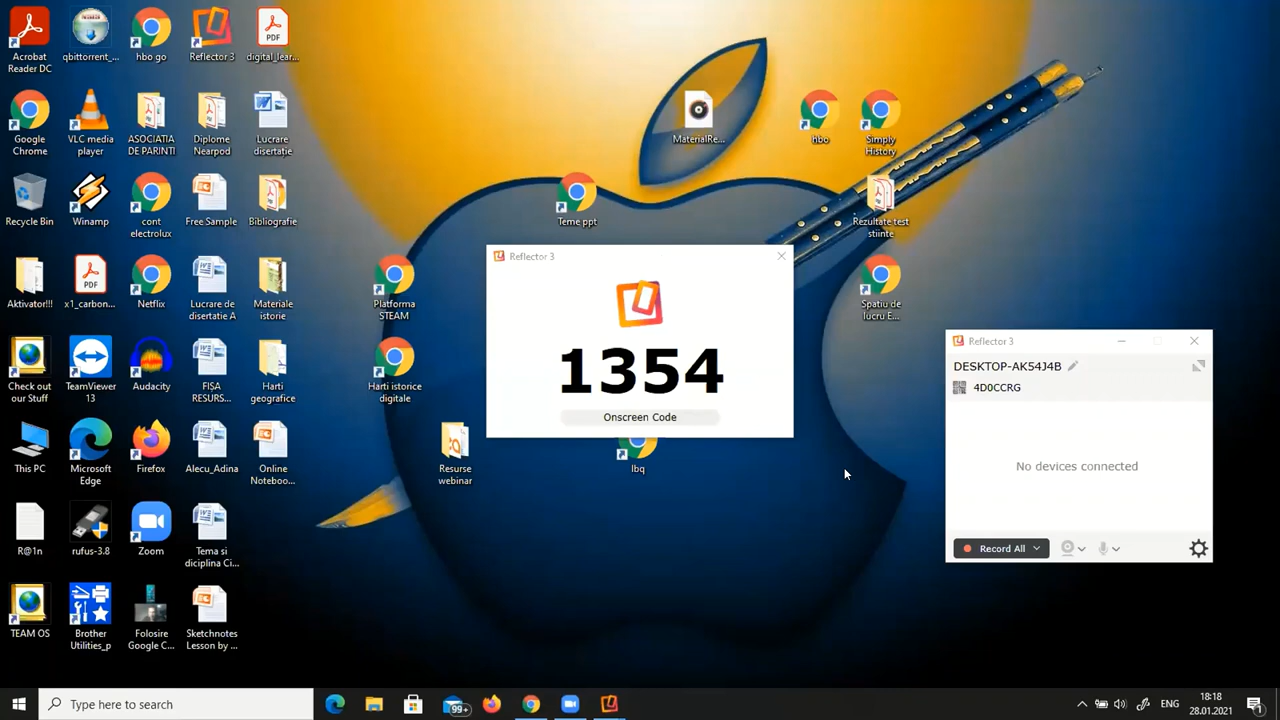 Acrobat
Reader DC
qbittorrent_...
hbo go
Reflector 3
PDF
digital_lear...
Google
Chrome
VLC media
player
ASOCIATIA
DE PARINTI
Diplome
Nearpod
Lucrare
disertație
MaterialRe...
hbo
Simply
History
Recycle Bin
Winamp
cont
electrolux
Free Sample
Bibliografie
Teme ppt
Rezultate test
stiinte
Aktivator!!!
x1_carbon...
Netflix
Lucrare de
disertatie A
Materiale
istorie
Platforma
STEAM
Spatiu de
lucru E...
Check out
our Stuff
TeamViewer
13
Audacity
FIȘA
RESURS...
Harti
geografice
Harti istorice
digitale
This PC
Microsoft
Edge
Firefox
Alecu_Adina
Online
Noteboo...
Resurse
webinar
lbq
R@1n
rufus-3.8
Zoom
Tema si
diciplina Ci...
TEAM OS
Brother
Utilities_p
Folosire
Google C...
Sketchnotes
Lesson by ...
Reflector 3
1354
Onscreen Code
Reflector 3
DESKTOP-AK54J4B
4D0CCRG
No devices connected
Record All
Type here to search
99+
ENG
18:18
28.01.2021
1